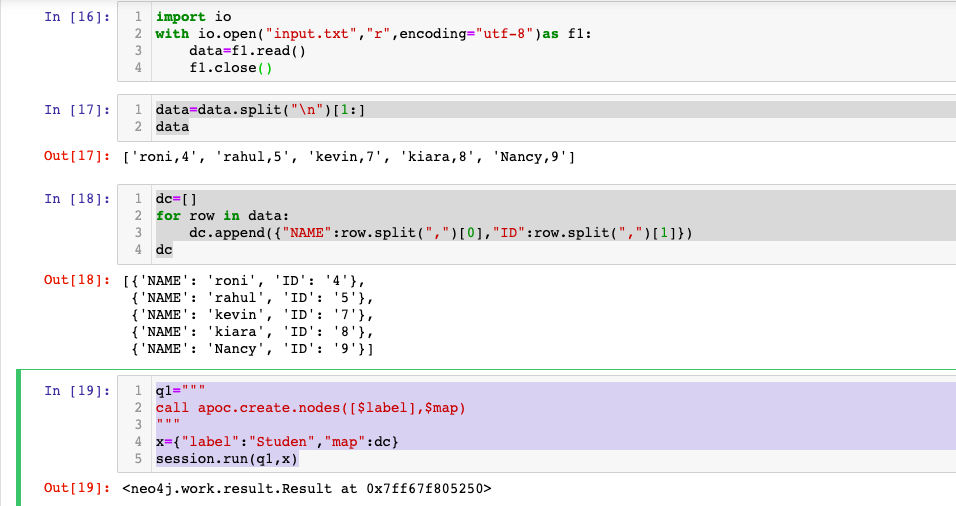 In [16]: 1 import io
2 with io.open("input.txt","r",encoding="utf-8")as f1:
3     data=f1.read()
4     f1.close()
In [17]: 1 data=data.split("\n")[1:]
2 data
Out[17]: ['roni,4', 'rahul,5', 'kevin,7', 'kiara,8', 'Nancy,9']
In [18]: 1 dc=[]
2 for row in data:
3     dc.append({"NAME":row.split(",")[0],"ID":row.split(",")[1]})
4 dc
Out[18]: [{'NAME': 'roni', 'ID': '4'},
{'NAME': 'rahul', 'ID': '5'},
{'NAME': 'kevin', 'ID': '7'},
{'NAME': 'kiara', 'ID': '8'},
{'NAME': 'Nancy', 'ID': '9'}]
In [19]: 1 q1="""
2 call apoc.create.nodes([$label],$map)
3 """
4 x={"label":"Studen","map":dc}
5 session.run(q1,x)
Out[19]: <neo4j.work.result.Result at 0x7ff67f805250>